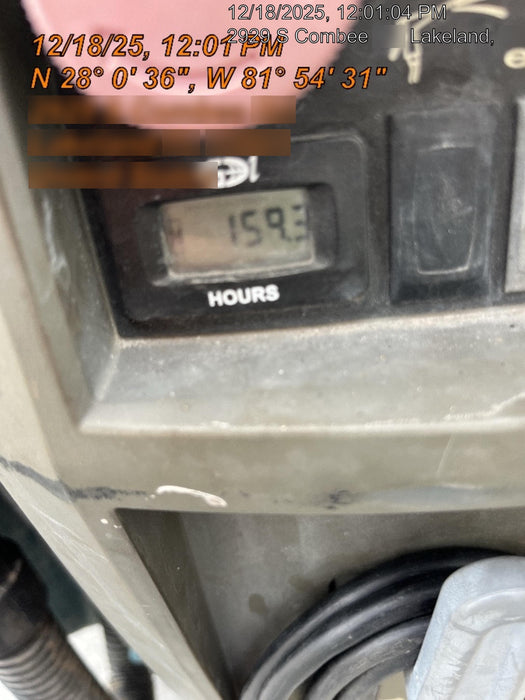 12/18/2025, 12:01:04 PM
2929 S Combee Lakeland,
12/18/25, 12:01 PM
N 28° 0' 36", W 81° 54' 31"
159.3
HOURS